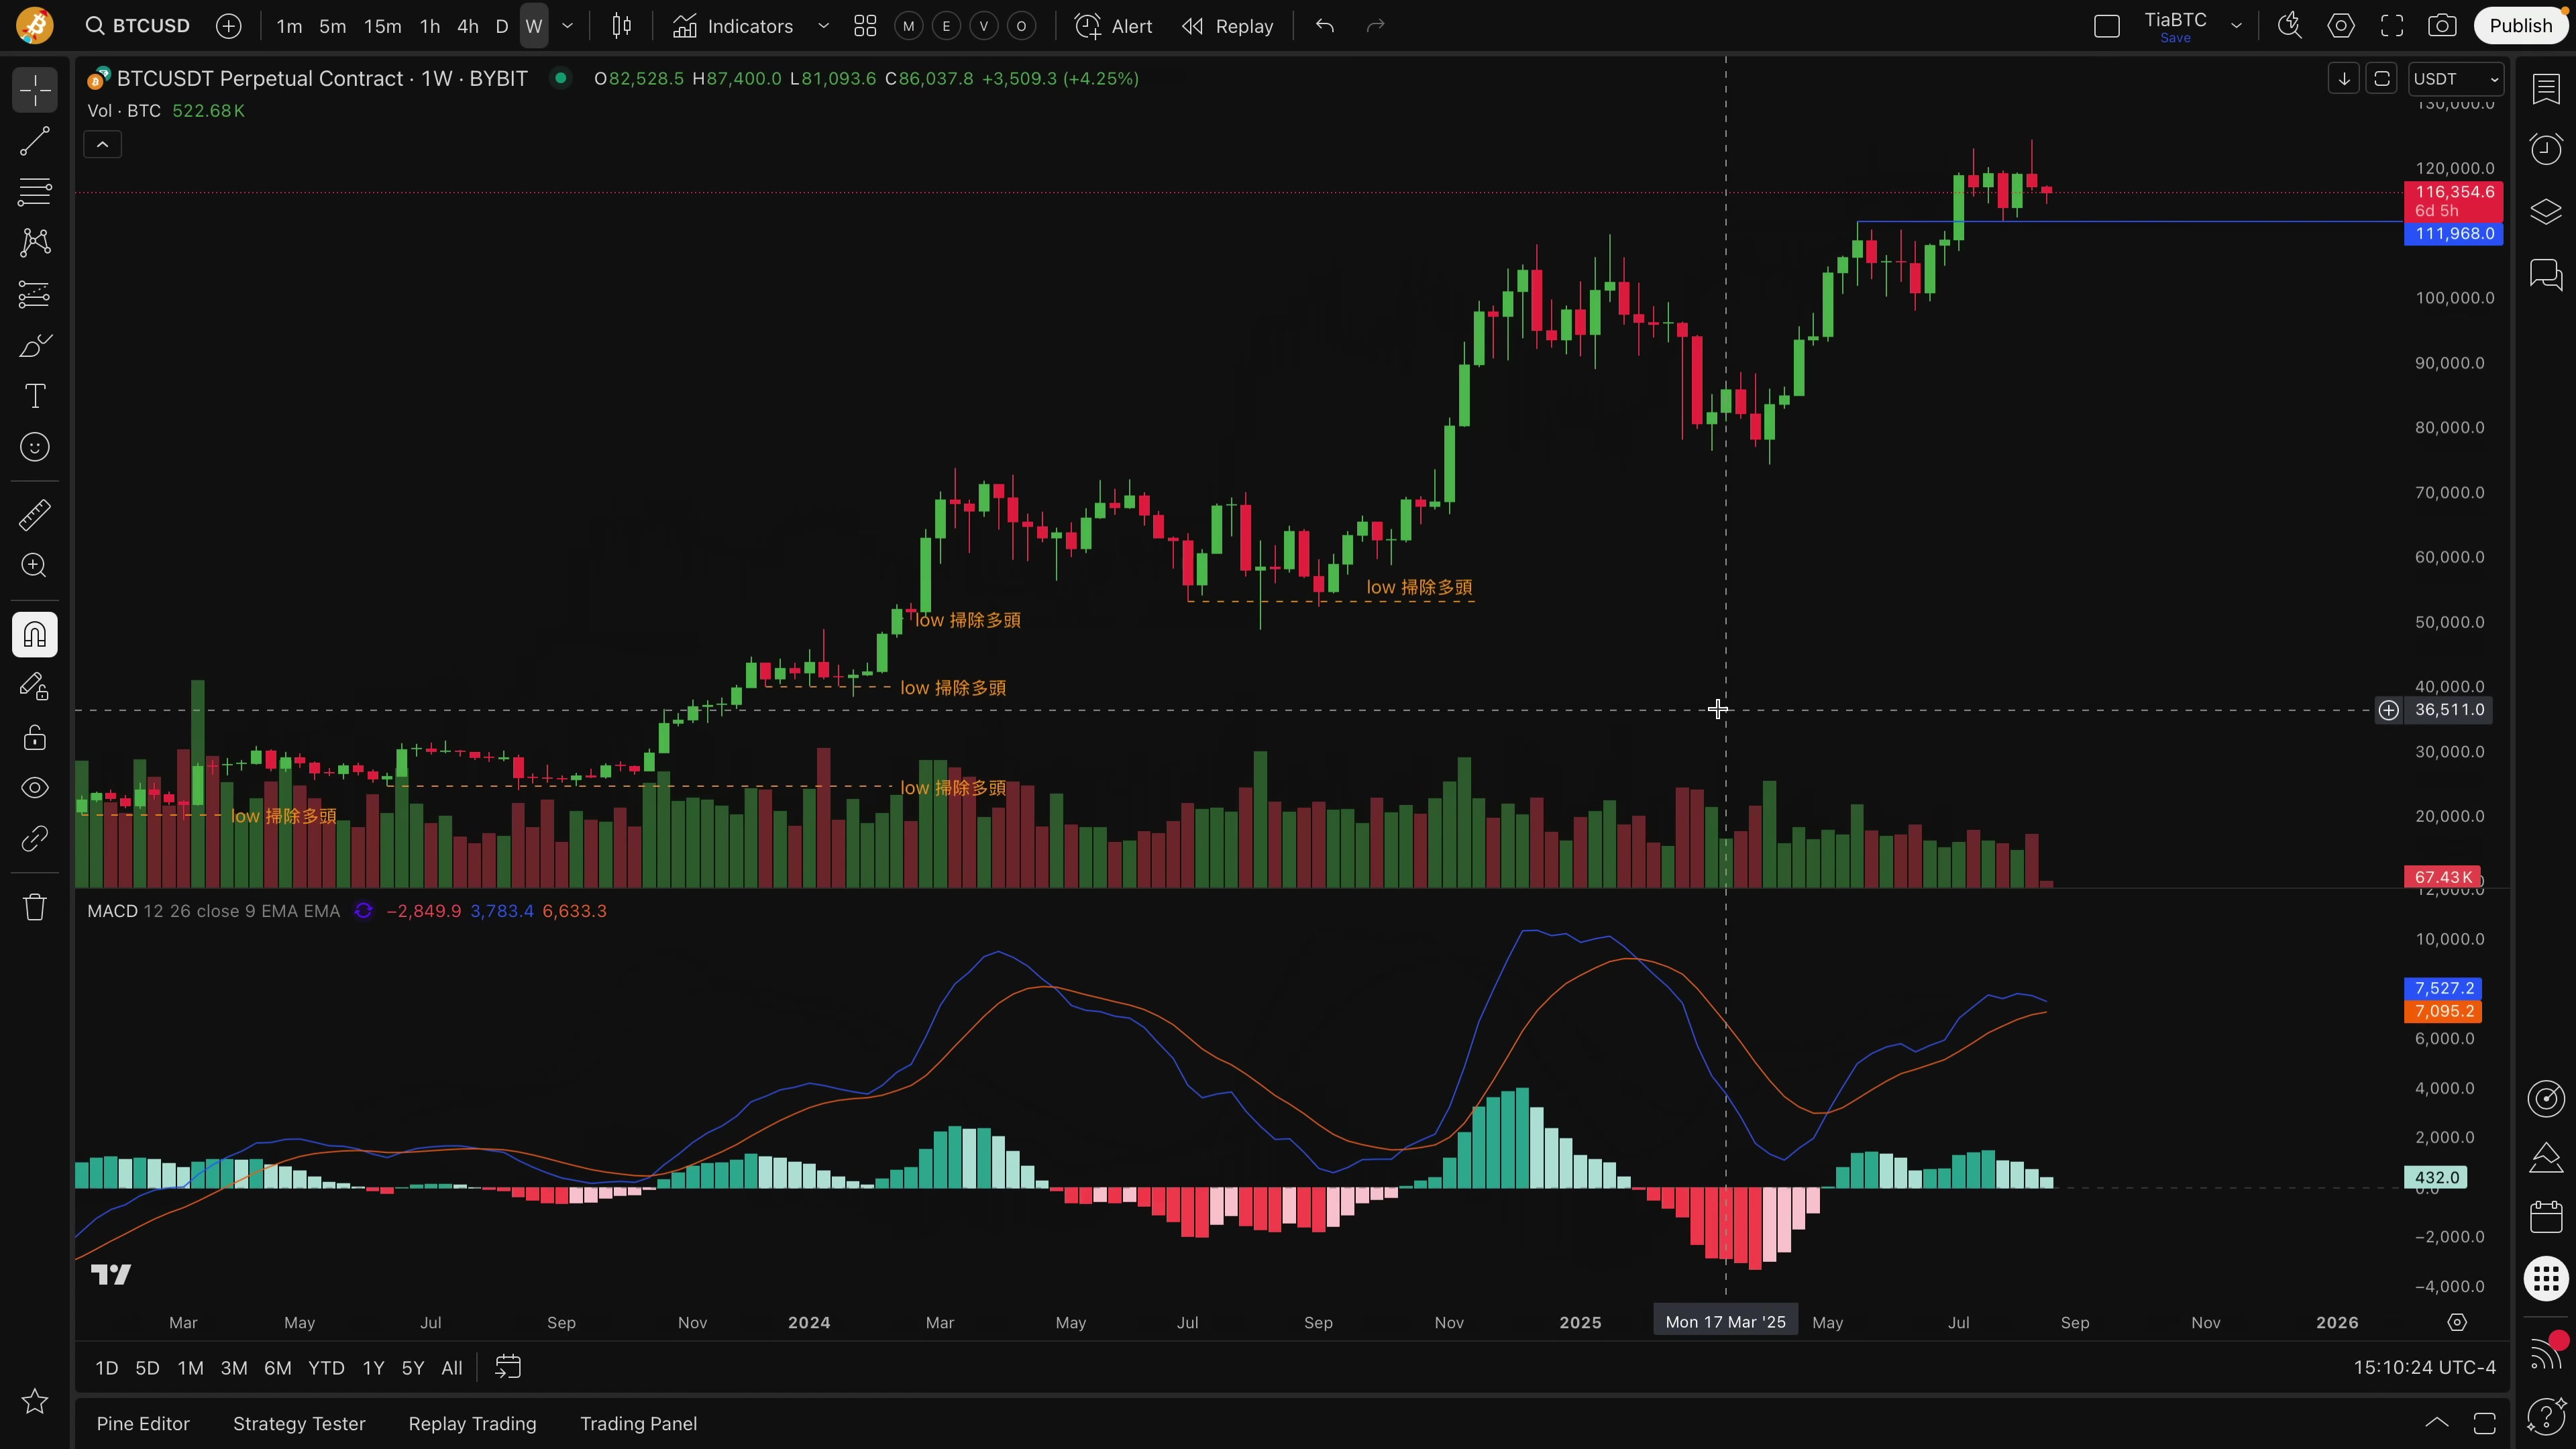 BTCUSD 1m 5m 15m 1h 4h D W Indicators M E V O Alert Replay TiaBTC Publish
Save
BTCUSDT Perpetual Contract · 1W · BYBIT O82,528.5 H87,400.0 L81,093.6 C86,037.8 +3,509.3 (+4.25%) USDT
Vol · BTC 522.68K
130,000.0
120,000.0
116,354.6
6d 5h
111,968.0
100,000.0
90,000.0
80,000.0
70,000.0
60,000.0
low 掃除多頭
low 掃除多頭
50,000.0
low 掃除多頭
40,000.0
36,511.0
30,000.0
low 掃除多頭
low 掃除多頭
20,000.0
67.43K
12,000.0
MACD 12 26 close 9 EMA EMA −2,849.9 3,783.4 6,633.3
10,000.0
7,527.2
7,095.2
6,000.0
4,000.0
2,000.0
432.0
0.0
−2,000.0
−4,000.0
Mar May Jul Sep Nov 2024 Mar May Jul Sep Nov 2025 Mon 17 Mar '25 May Jul Sep Nov 2026
1D 5D 1M 3M 6M YTD 1Y 5Y All 15:10:24 UTC-4
Pine Editor Strategy Tester Replay Trading Trading Panel